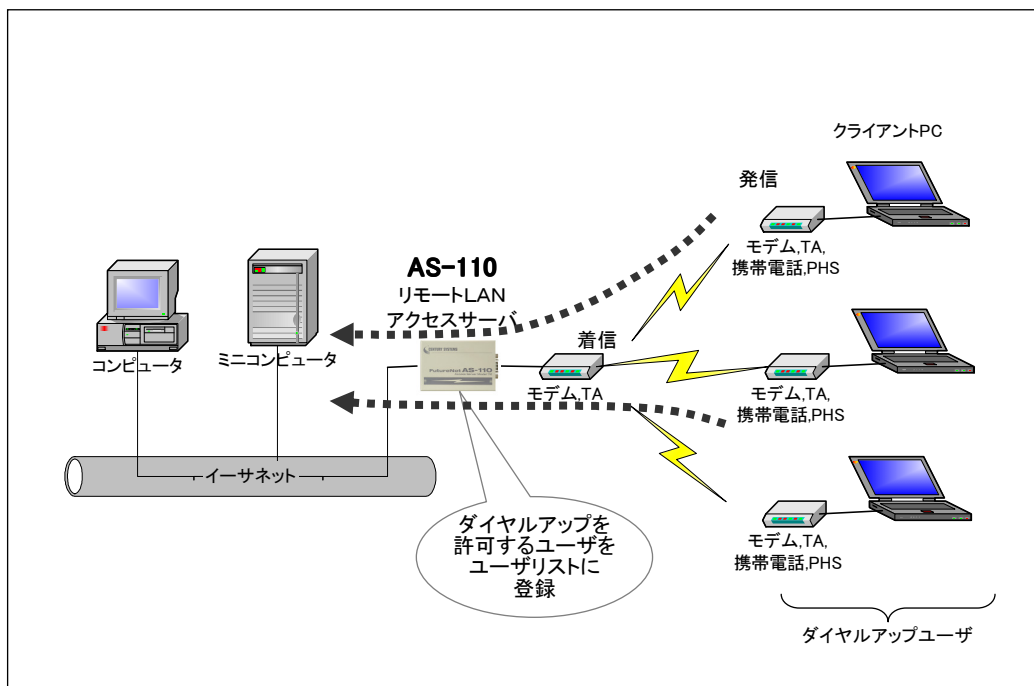 クライアントPC
発信
モデム,TA,
携帯電話,PHS
AS-110
リモートLAN
アクセスサーバ
コンピュータ
ミニコンピュータ
着信
CENTURY SYSTEMS
FutureNet AS-110
モデム,TA
モデム,TA,
携帯電話,PHS
イーサネット
ダイヤルアップを
許可するユーザを
ユーザリストに
登録
モデム,TA,
携帯電話,PHS
ダイヤルアップユーザ